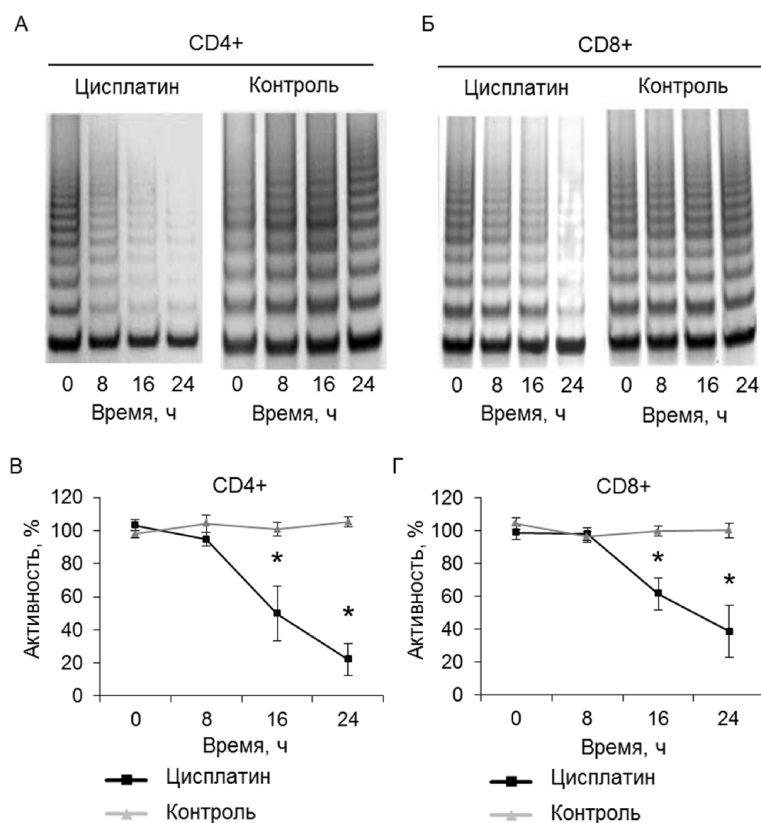 А
CD4+
Цисплатин
Контроль
0 8 16 24
0 8 16 24
Время, ч
Время, ч
Б
CD8+
Цисплатин
Контроль
0 8 16 24
0 8 16 24
Время, ч
Время, ч
В
CD4+
Активность, %
120
100
80
60
40
20
0
*
*
0 8 16 24
Время, ч
Цисплатин
Контроль
Г
CD8+
Активность, %
120
100
80
60
40
20
0
*
*
0 8 16 24
Время, ч
Цисплатин
Контроль